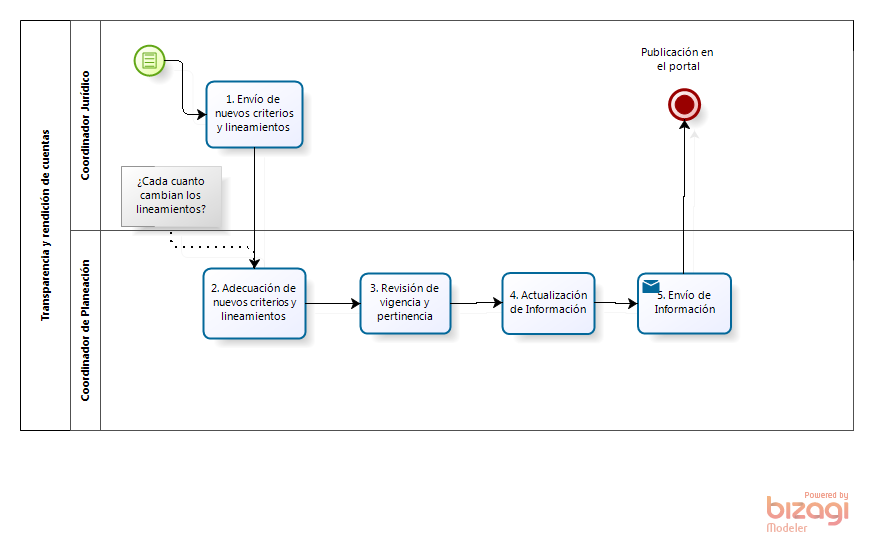 Transparencia y rendición de cuentas
Coordinador Jurídico
1. Envío de
nuevos criterios
y lineamientos
¿Cada cuanto
cambian los
lineamientos?
Publicación en
el portal
Coordinador de Planeación
2. Adecuación de
nuevos criterios y
lineamientos
3. Revisión de
vigencia y
pertinencia
4. Actualización
de Información
5. Envío de
Información
Powered by
bizagi
Modeler